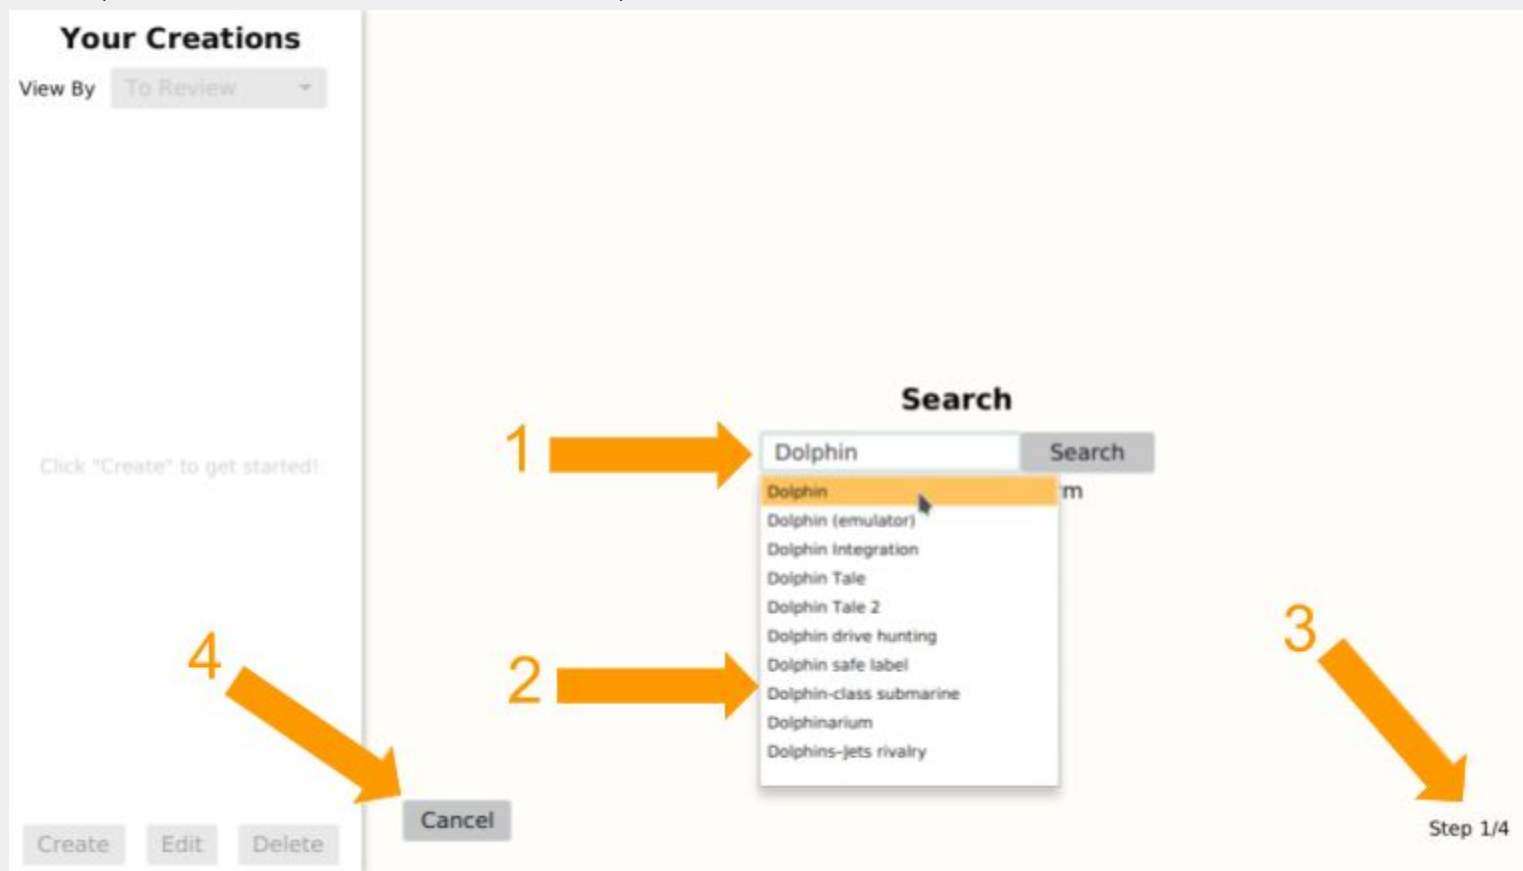 Your Creations
View By To Review
Click "Create" to get started!
Create Edit Delete
Search
1
Dolphin Search
Dolphin
Dolphin (emulator)
Dolphin Integration
Dolphin Tale
Dolphin Tale 2
Dolphin drive hunting
Dolphin safe label
Dolphin-class submarine
Dolphinarium
Dolphins-Jets rivalry
2
3
4
Cancel
Step 1/4